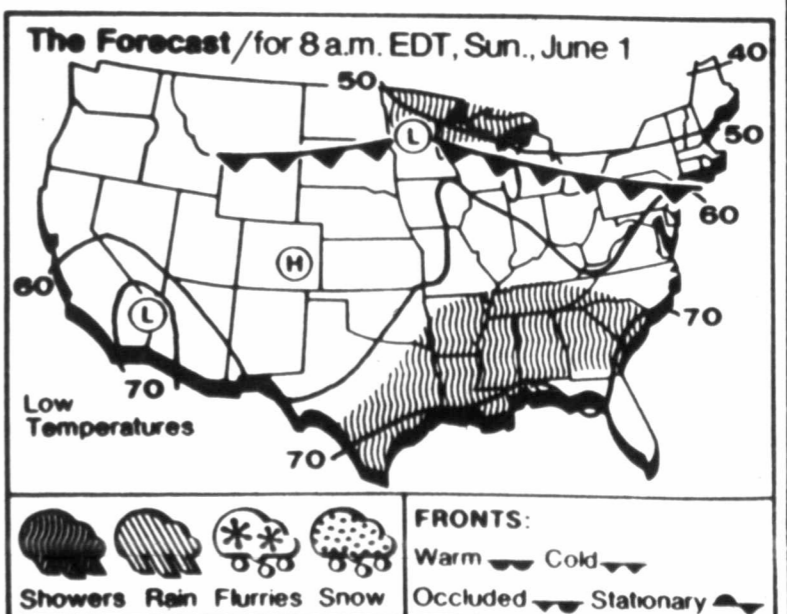 The Forecast/for 8 a.m. EDT, Sun., June 1
40
50
L
50
60
H
60
L
70
70
Low
Temperatures
70
FRONTS:
Warm Cold
Showers Rain Flurries Snow
Occluded Stationary